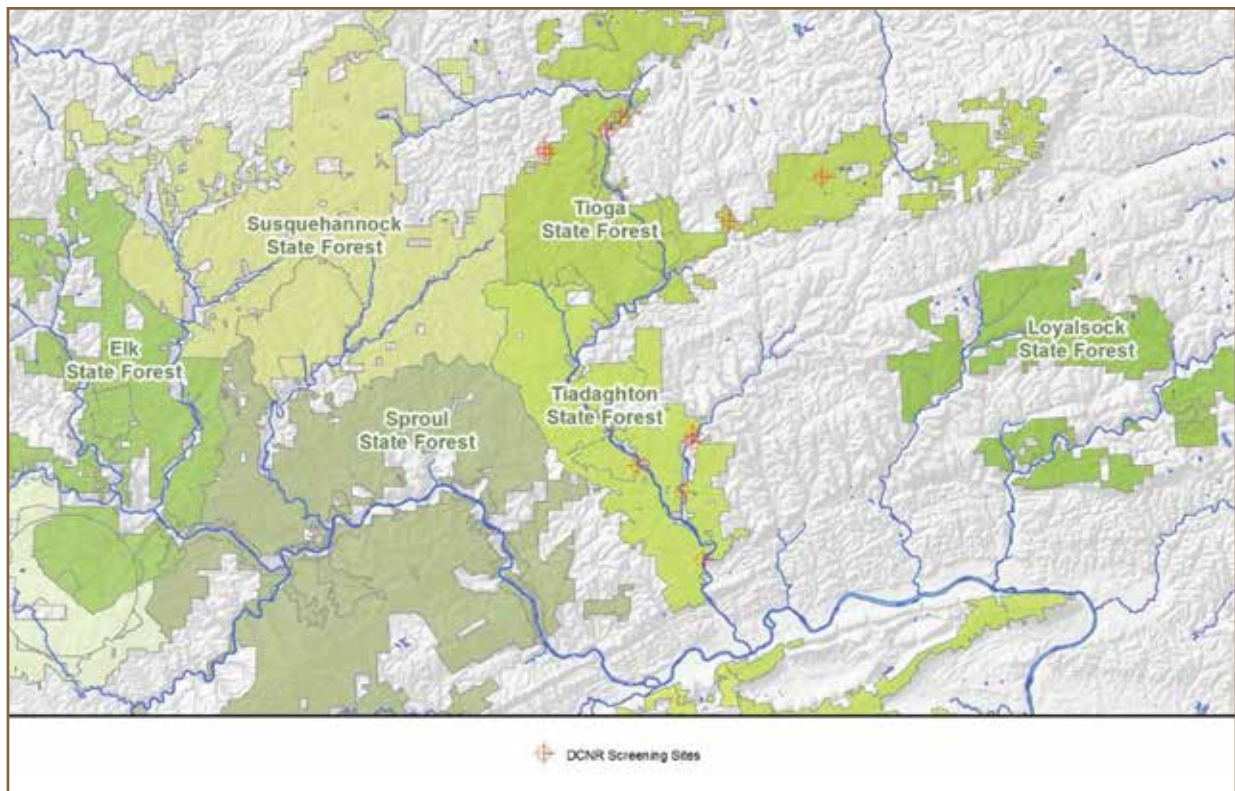 Susquehannock
State Forest
Tioga
State Forest
Elk
State Forest
Loyalsock
State Forest
Sproul
State Forest
Tiadaghton
State Forest
DCNR Screening Sites